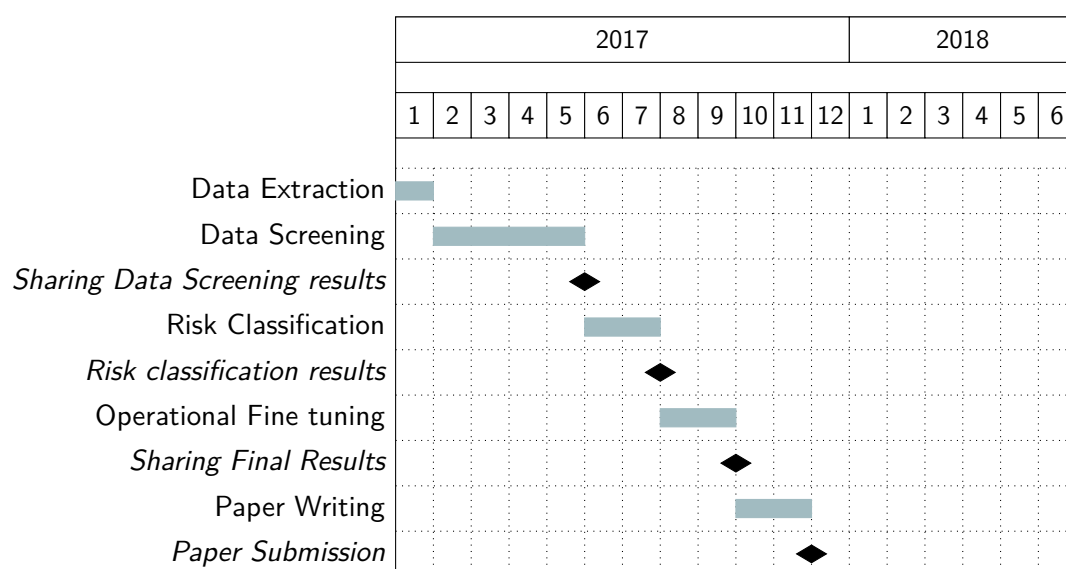 2017 2018
1 2 3 4 5 6 7 8 9 10 11 12 1 2 3 4 5 6
Data Extraction
Data Screening
Sharing Data Screening results
Risk Classification
Risk classification results
Operational Fine tuning
Sharing Final Results
Paper Writing
Paper Submission